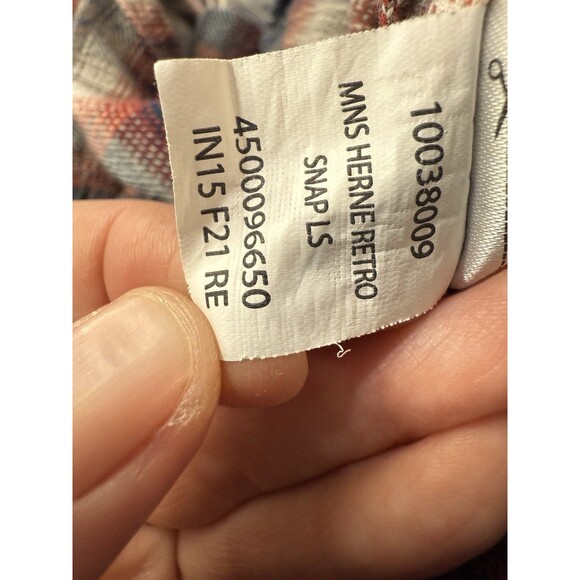 10038009
MNS HERNE RETRO
SNAP LS
4500096650
IN15 F21 RE